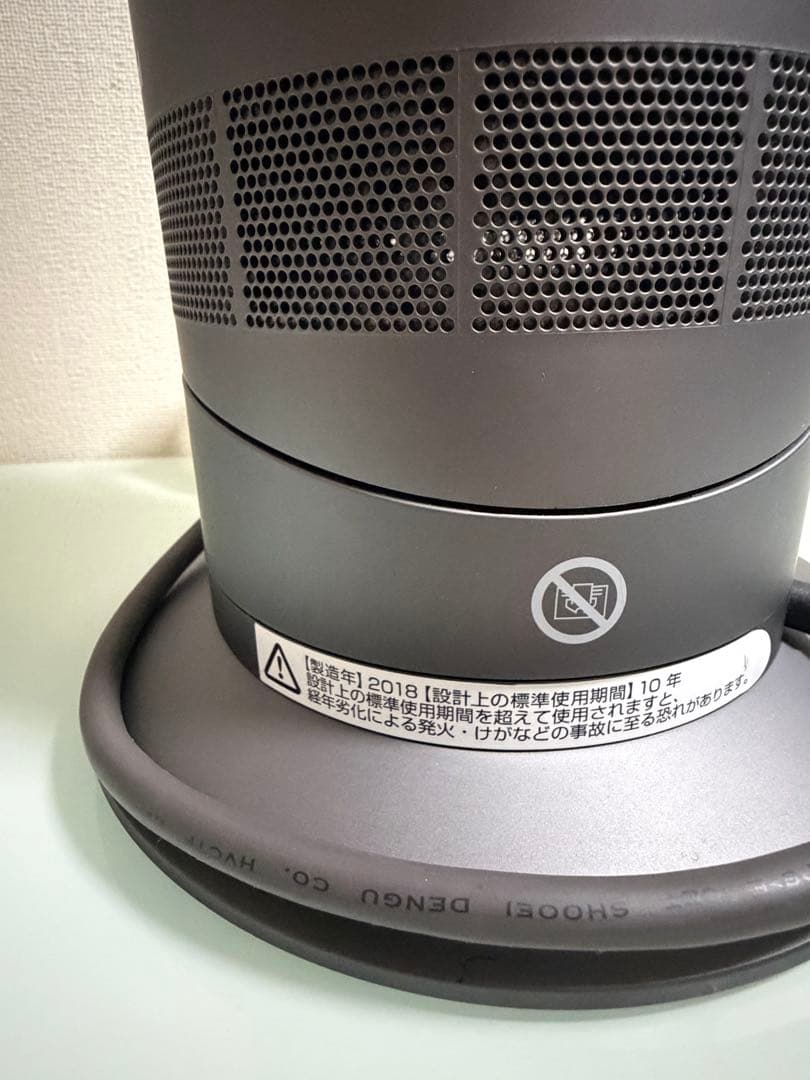 【製造年】2018【設計上の標準使用期間】10年
設計上の標準使用期間を超えて使用されますと、
経年劣化による発火・けがなどの事故に至る恐れがあります。
SHOOEI DENGU CO. HVCTF